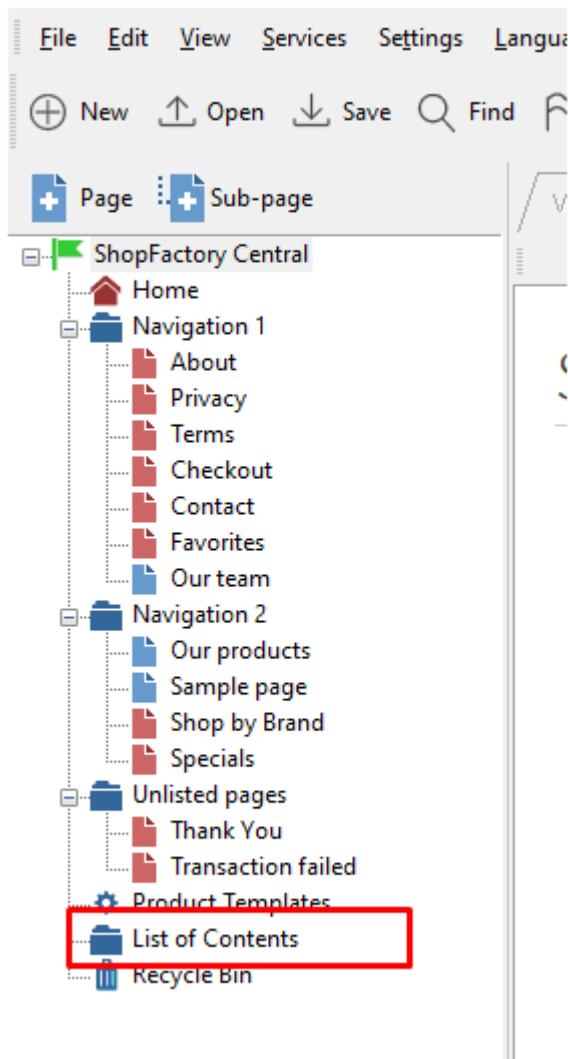 File Edit View Services Settings
New Open Save Find
Page Sub-page
ShopFactory Central
Home
Navigation 1
About
Privacy
Terms
Checkout
Contact
Favorites
Our team
Navigation 2
Our products
Sample page
Shop by Brand
Specials
Unlisted pages
Thank You
Transaction failed
Product Templates
List of Contents
Recycle Bin